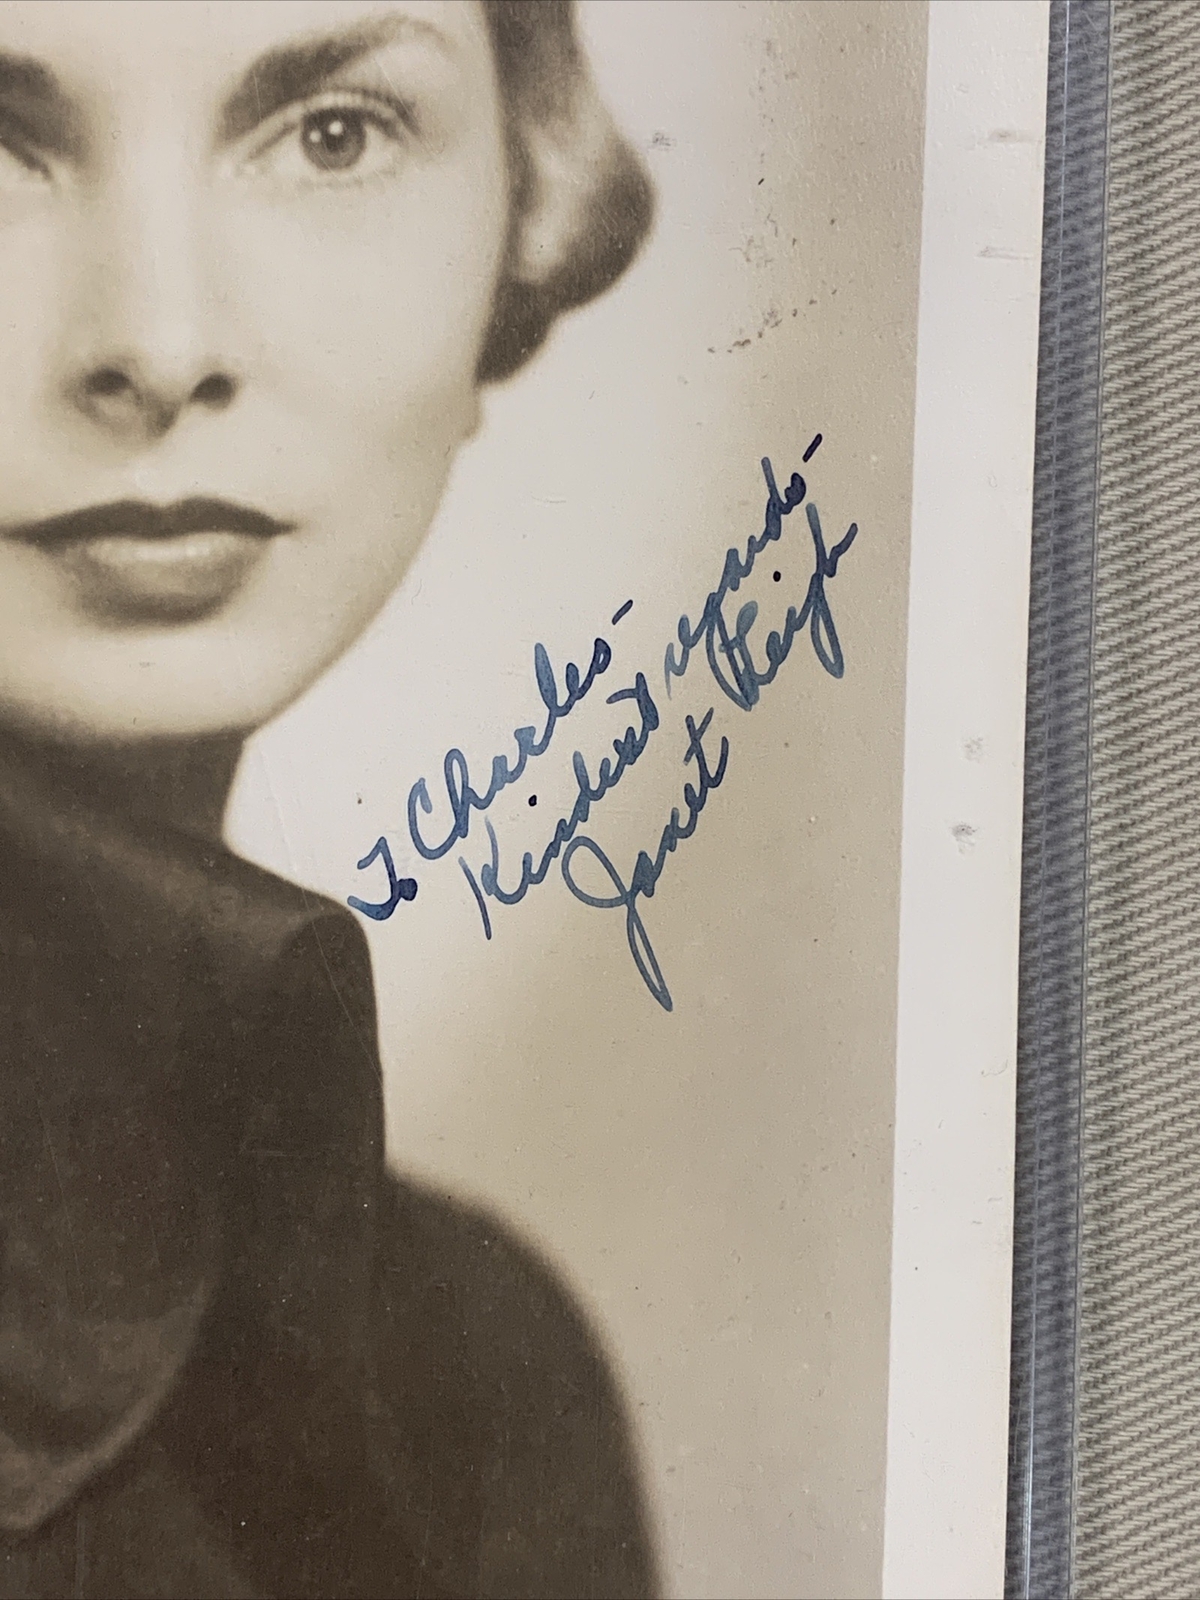 To Charles-
Kindest regards-
Janet Leigh